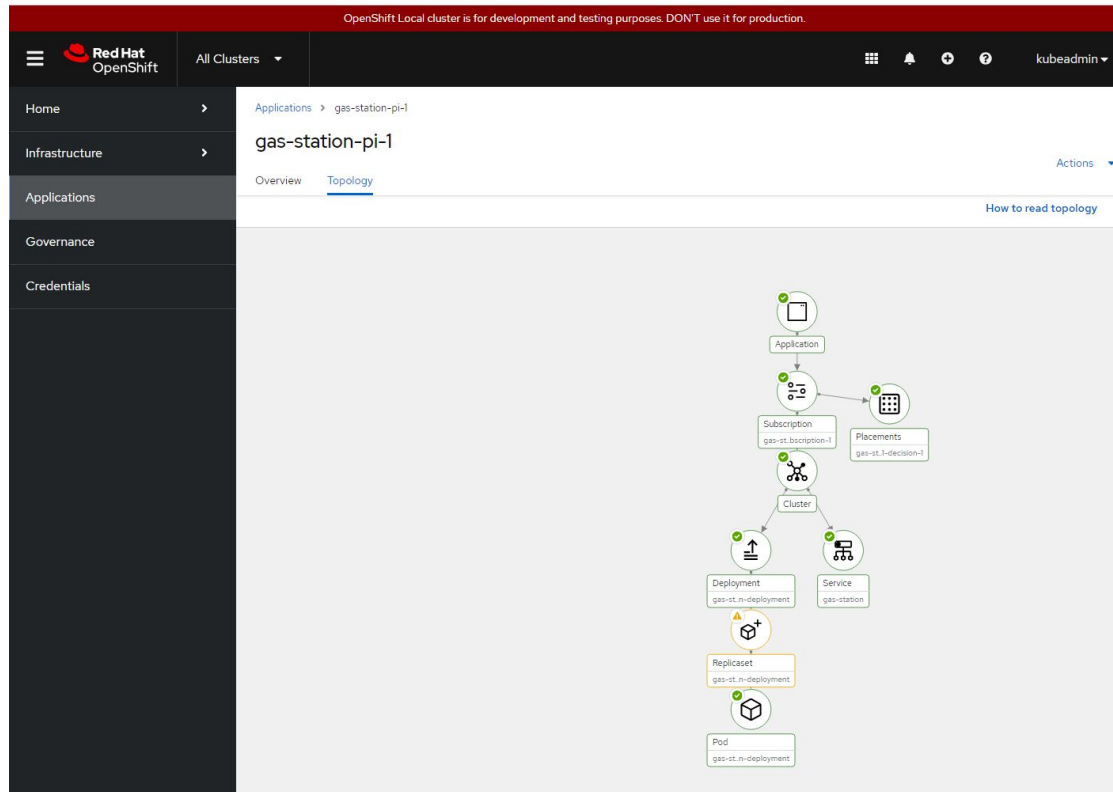 OpenShift Local cluster is for development and testing purposes. DON'T use it for production.
Red Hat
OpenShift
All Clusters
kubeadmin
Home
Infrastructure
Applications
Governance
Credentials
Applications > gas-station-pi-1
gas-station-pi-1
Actions
Overview Topology
How to read topology
Application
Subscription
gas-st..bscription-1
Placements
gas-st..1-decision-1
Cluster
Deployment
gas-st..n-deployment
Service
gas-station
Replicaset
gas-st..n-deployment
Pod
gas-st..n-deployment